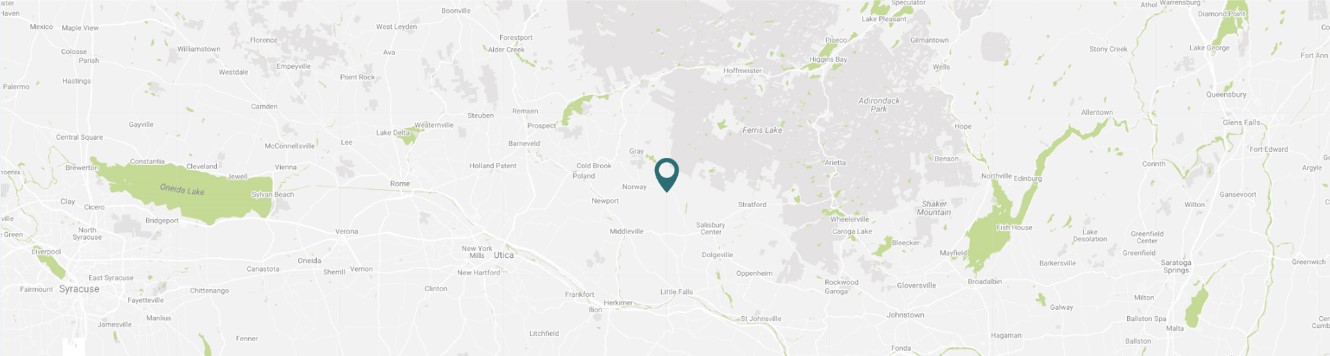 Speculator
Boonville
Lake Pleasant
Athol
Warrensburg
Haven
Mexico
Maple View
West Leyden
Diamond Point
Florence
Forestport
Piseco
Gilmantown
Williamstown
Alder Creek
Stony Creek
Lake George
Colosse
Ava
Parish
Higgins Bay
Fort Ann
Empeyville
Westdale
Hoffmeister
Wells
Point Rock
Hastings
Palermo
Queensbury
Camden
Adirondack
Park
Remsen
Steuben
Allentown
Gayville
Westernville
Prospect
Glens Falls
Lake Delta
Ferris Lake
Hope
Central Square
Lee
Barneveld
McConnellsville
Fort Edward
Gray
Constantia
Cleveland
Vienna
Holland Patent
Cold Brook
Arietta
Benson
Corinth
Brewerton
Argyle
Jewell
Poland
Northville
Edinburg
Rome
Norway
Oneida Lake
Sylvan Beach
Gansevoort
Clay
Newport
Stratford
Shaker
Mountain
Wilton
Cicero
Bridgeport
Wheelerville
Salisbury
Center
Fish House
Caroga Lake
North
Syracuse
Verona
Middleville
Lake
Desolation
Greenfield
Center
Bleecker
Liverpool
New York
Mills
Utica
Dolgeville
Mayfield
Greenfield
Oneida
Barkersville
Saratoga
Springs
Greenwich
Canastota
Sherrill
Vernon
New Hartford
Oppenheim
East Syracuse
Rockwood
Garoga
Gloversville
Broadalbin
Fairmount
Syracuse
Chittenango
Clinton
Frankfort
Little Falls
Fayetteville
Herkimer
Milton
Ilion
Galway
Manlius
Johnstown
St Johnsville
Ballston Spa
Jamesville
Malta
Litchfield
Hagaman
Fenner
Ballston
Fonda